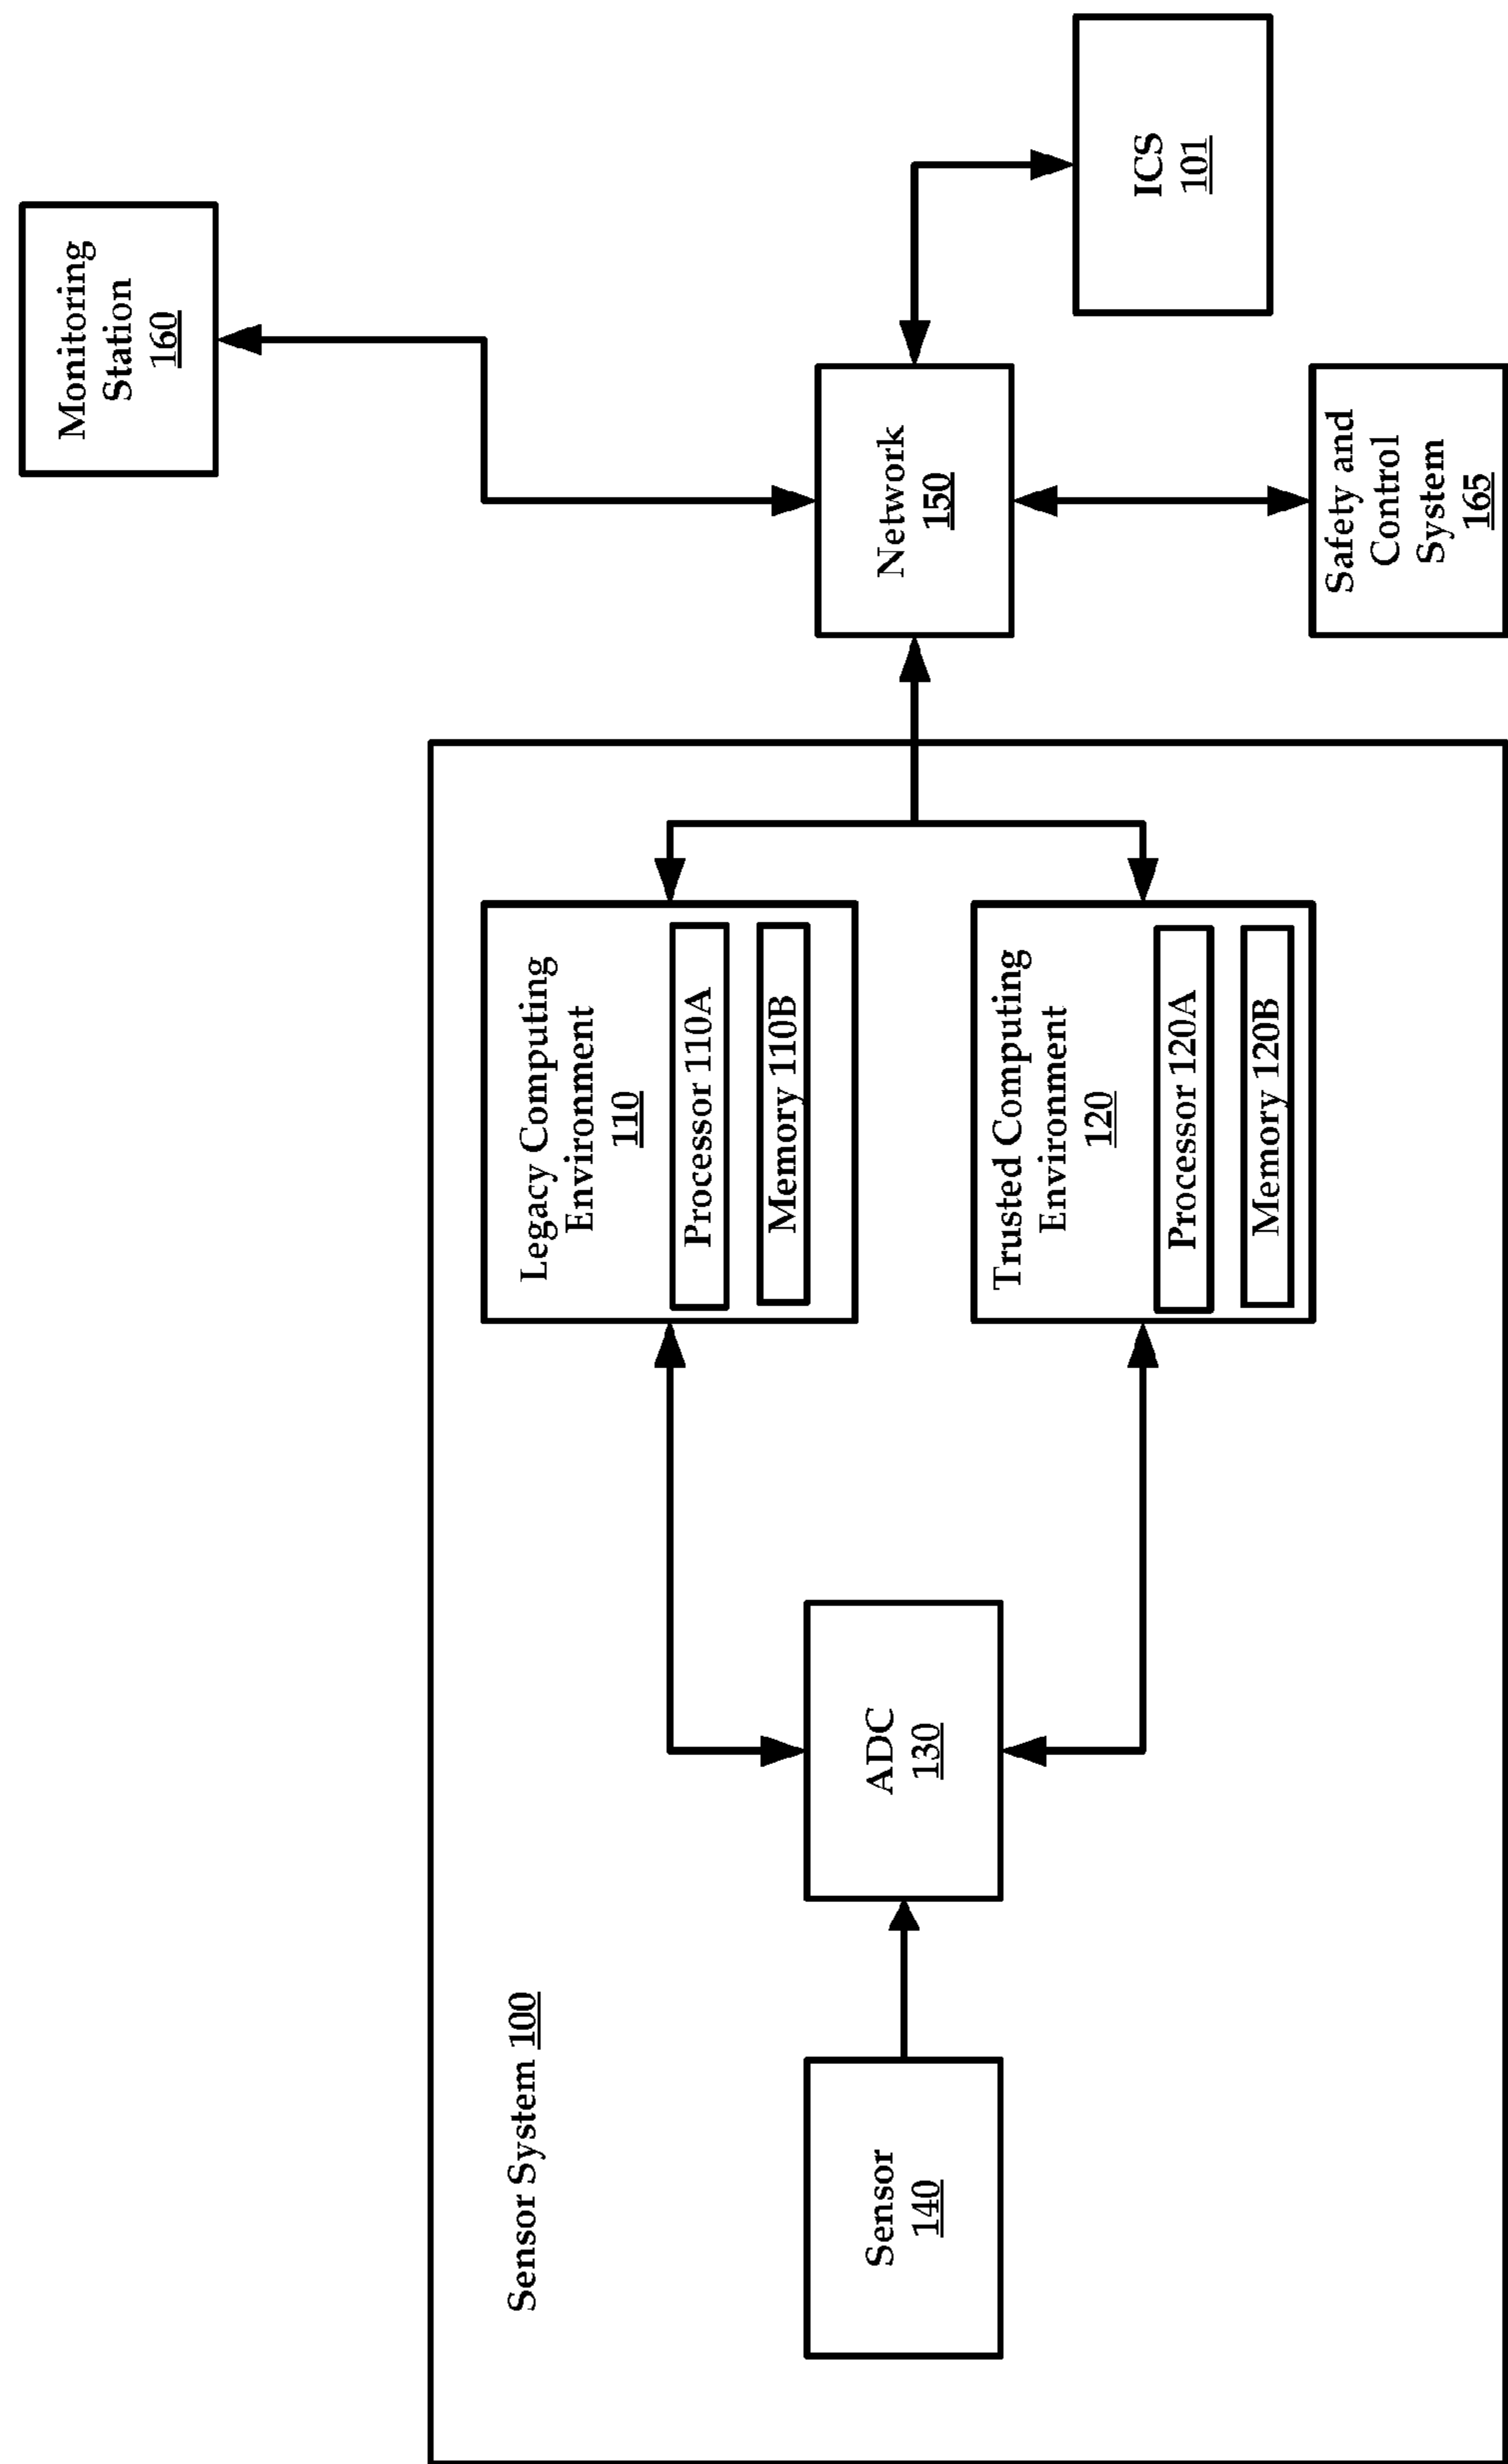 Sensor System 100
Sensor
140
ADC
130
Legacy Computing
Environment
110
Processor 110A
Memory 110B
Trusted Computing
Environment
120
Processor 120A
Memory 120B
Network
150
Monitoring
Station
160
Safety and
Control
System
165
ICS
101